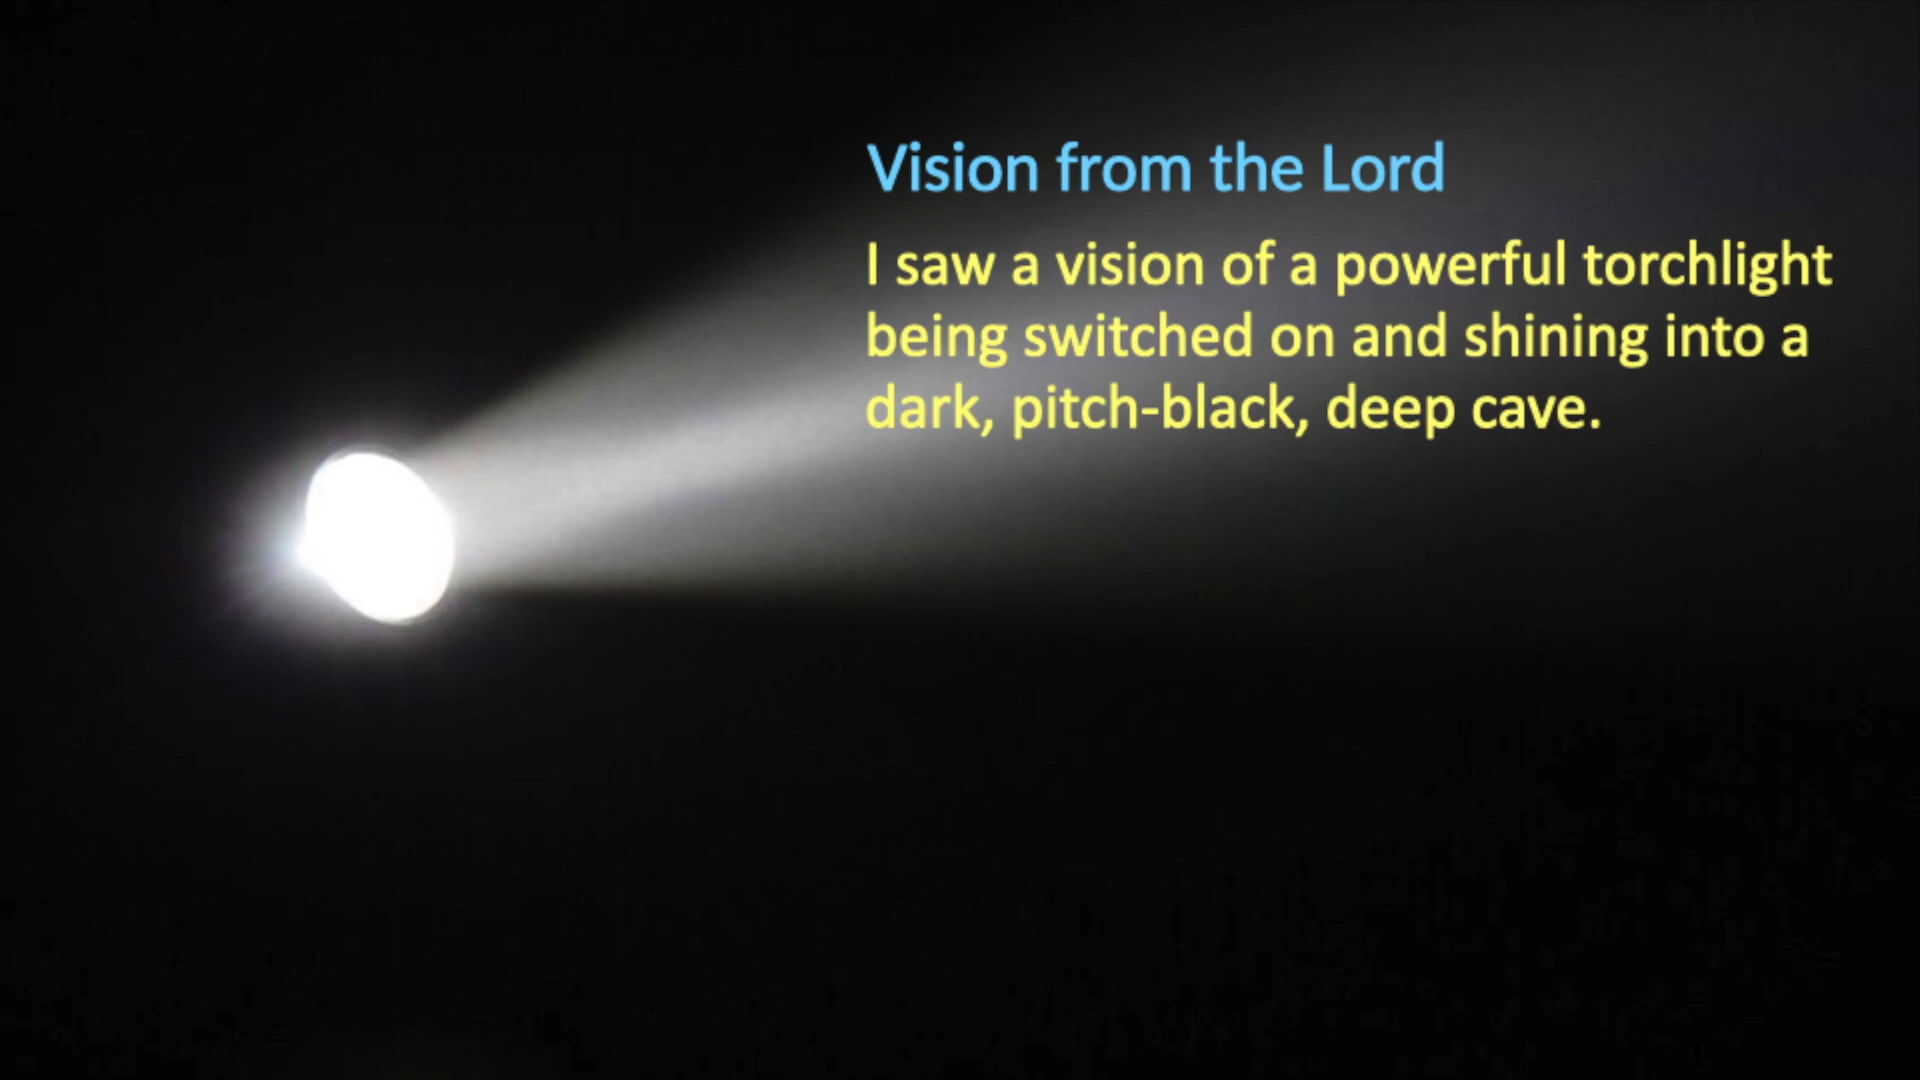 Vision from the Lord
I saw a vision of a powerful torchlight
being switched on and shining into a
dark, pitch-black, deep cave.